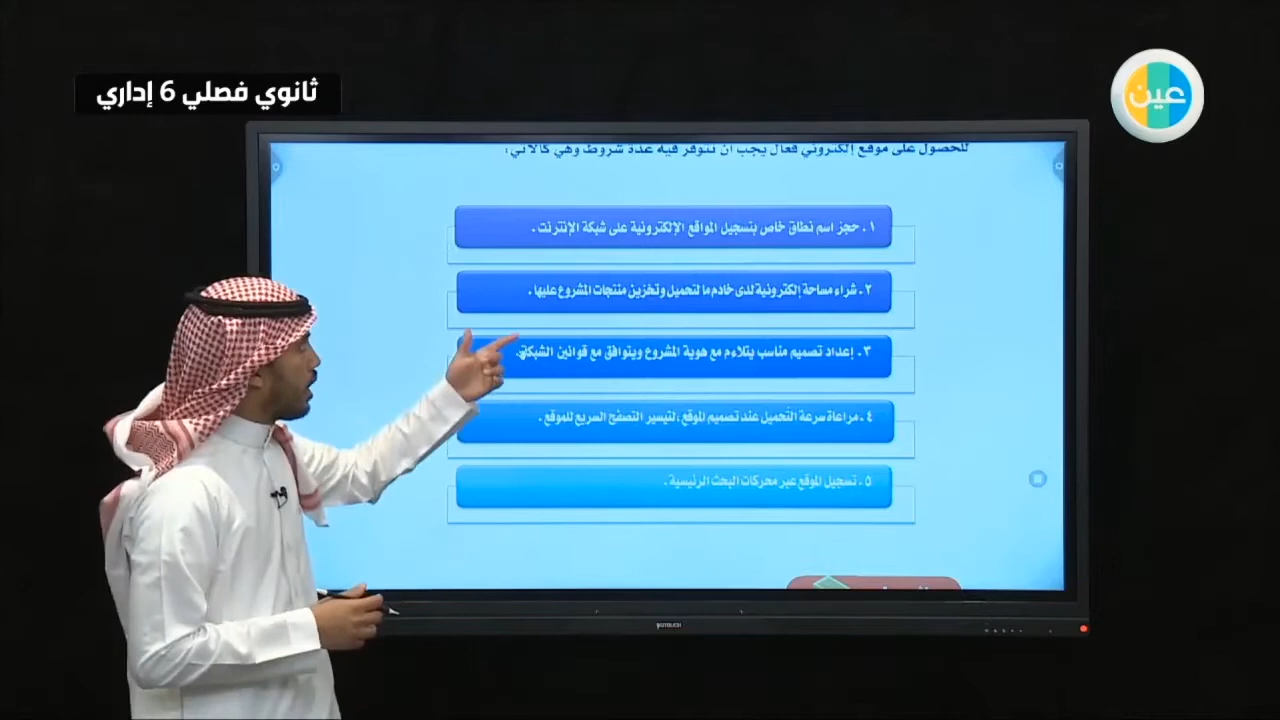 ثانوي فصلي 6 إداري
عين
للحصول على موقع إلكتروني فعال يجب أن تتوفر فيه عدة شروط وهي كالآتي:
١. حجز اسم نطاق خاص بتسجيل المواقع الإلكترونية على شبكة الإنترنت.
٢. شراء مساحة إلكترونية لدى خادم ما لتحميل وتخزين منتجات المشروع عليها.
٣. إعداد تصميم مناسب يتلاءم مع هوية المشروع ويتوافق مع قوانين الشبكة.
٤. مراعاة سرعة التّحميل عند تصميم الموقع، لتيسير التصفح السريع للموقع.
٥. تسجيل الموقع عبر محركات البحث الرئيسية.